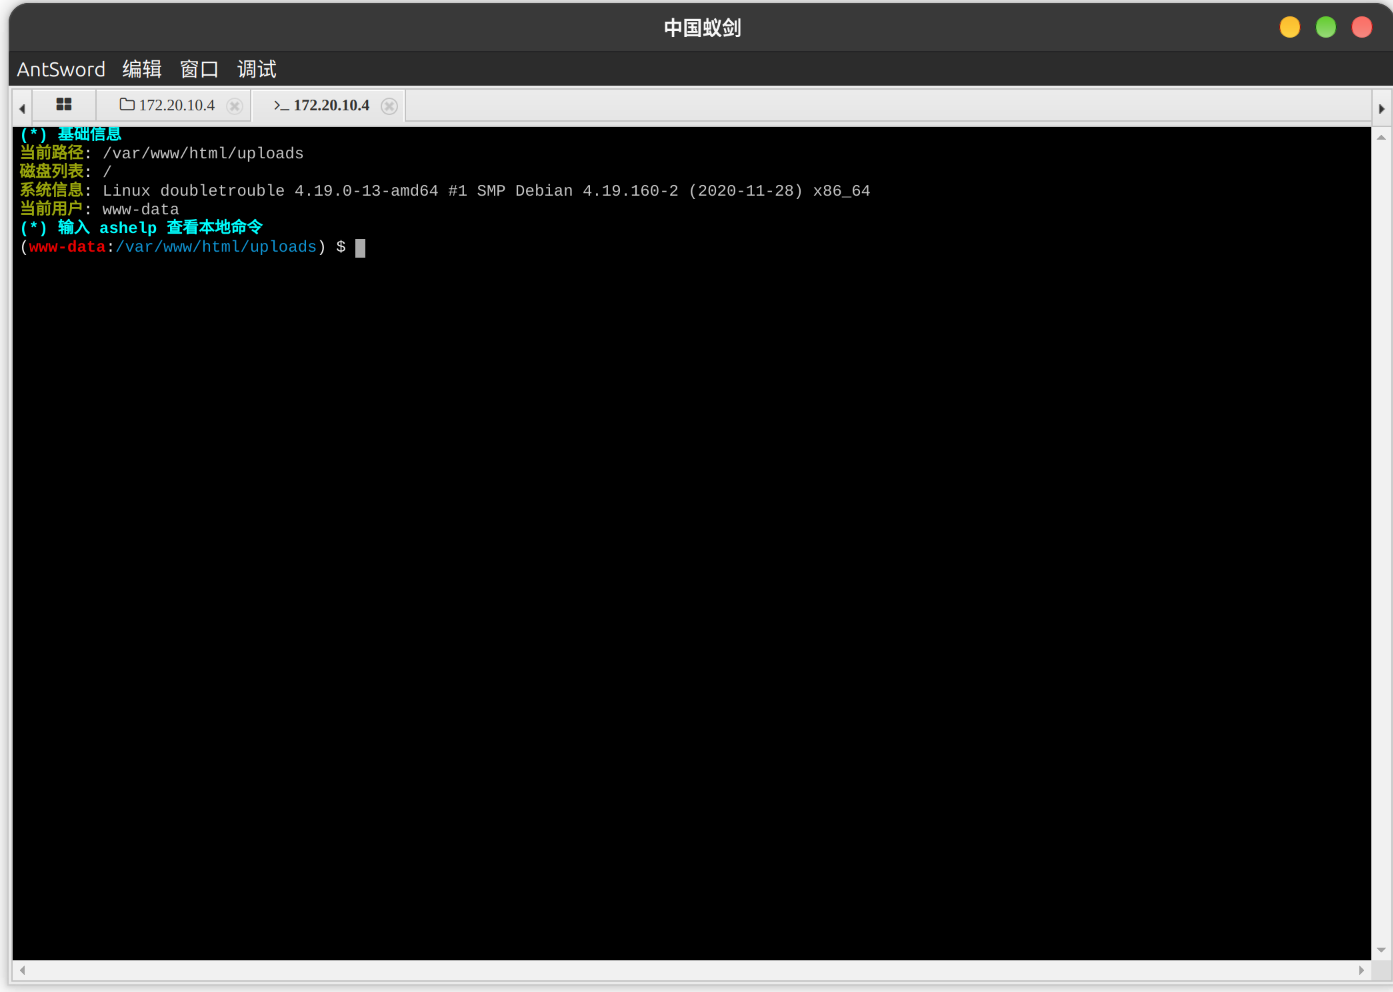 中国蚁剑
AntSword 编辑 窗口 调试
172.20.10.4 >_ 172.20.10.4
(*) 基础信息
当前路径: /var/www/html/uploads
磁盘列表: /
系统信息: Linux doubletrouble 4.19.0-13-amd64 #1 SMP Debian 4.19.160-2 (2020-11-28) x86_64
当前用户: www-data
(*) 输入 ashelp 查看本地命令
(www-data:/var/www/html/uploads) $